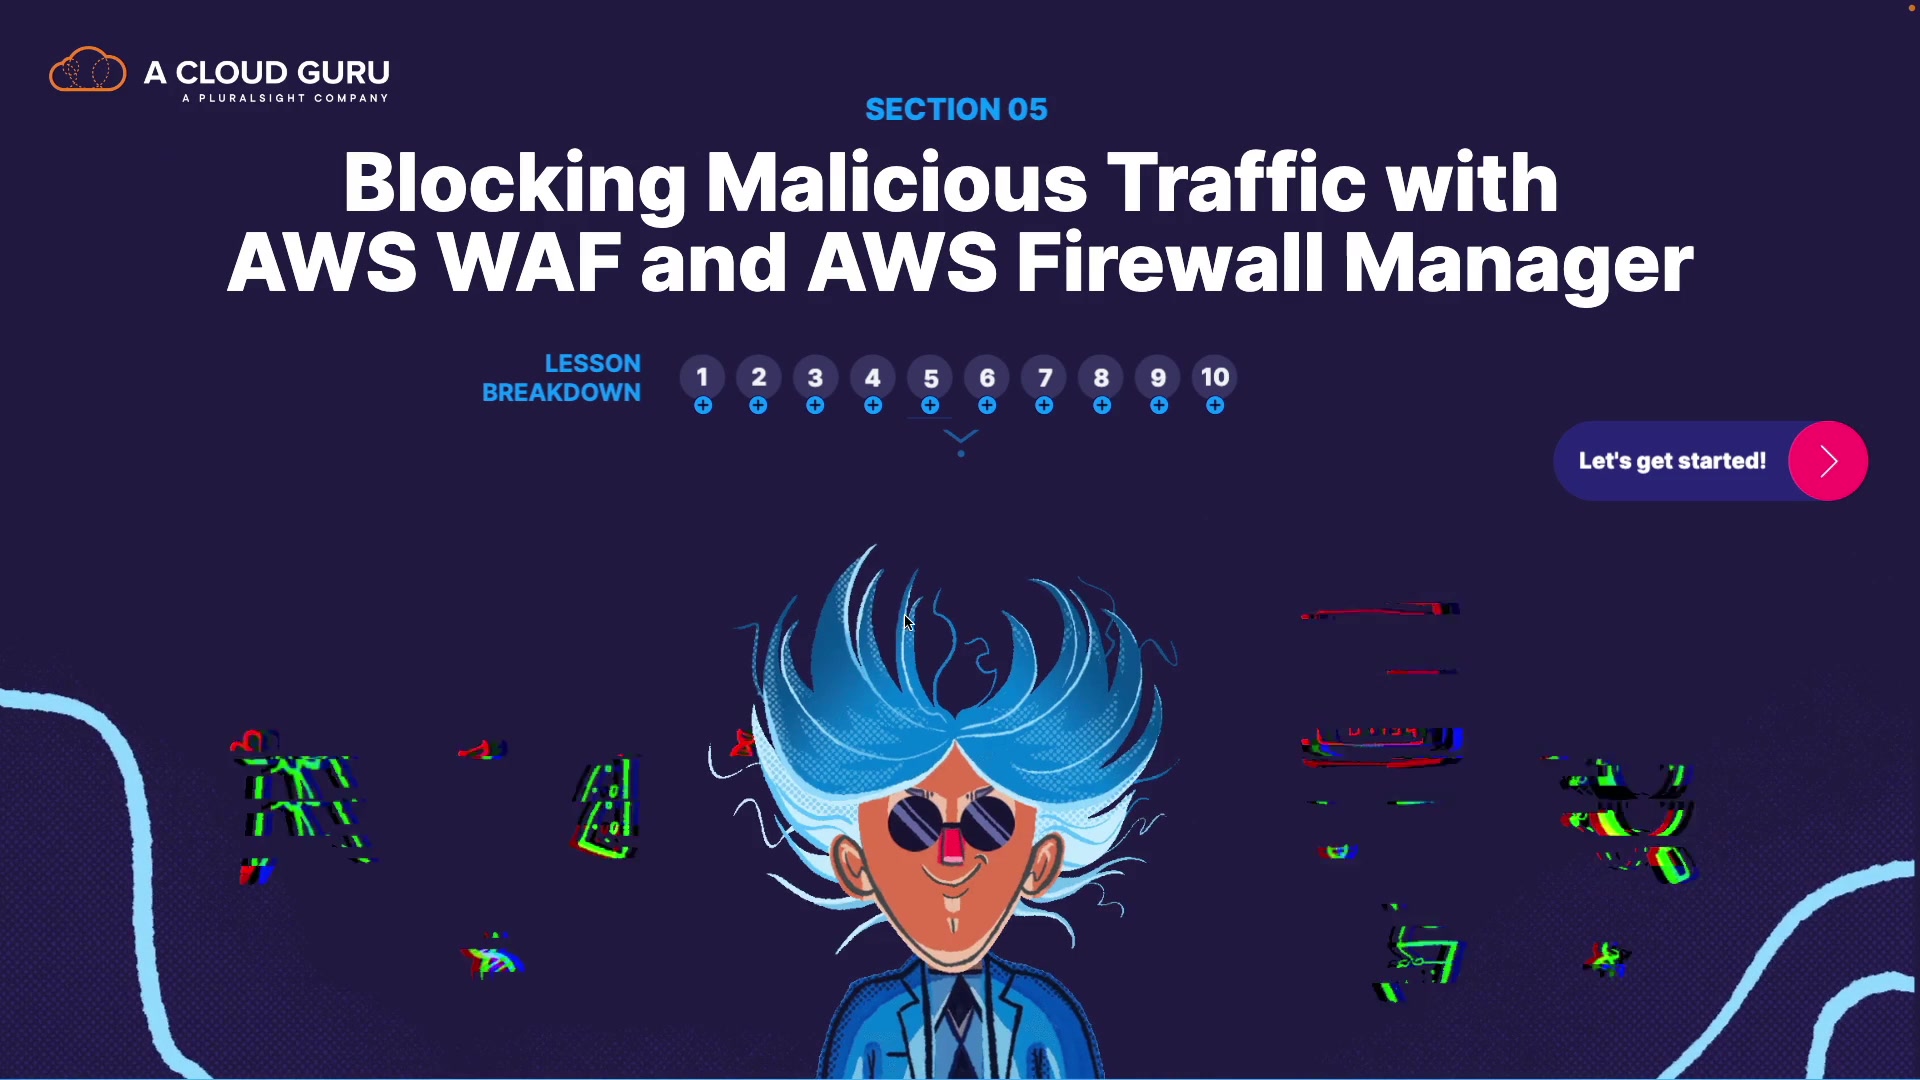 A CLOUD GURU
A PLURALSIGHT COMPANY
SECTION 05
Blocking Malicious Traffic with
AWS WAF and AWS Firewall Manager
LESSON
BREAKDOWN
1 2 3 4 5 6 7 8 9 10
Let's get started!